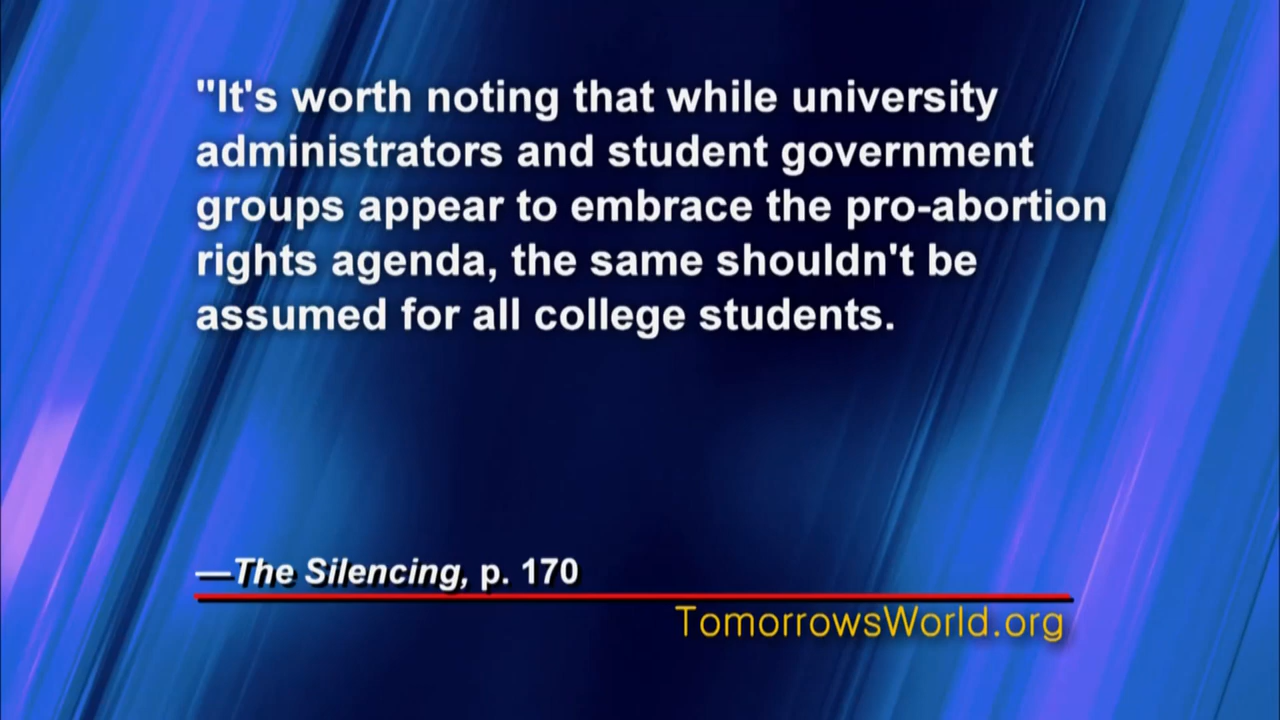 "It's worth noting that while university
administrators and student government
groups appear to embrace the pro-abortion
rights agenda, the same shouldn't be
assumed for all college students.
—The Silencing, p. 170
TomorrowsWorld.org